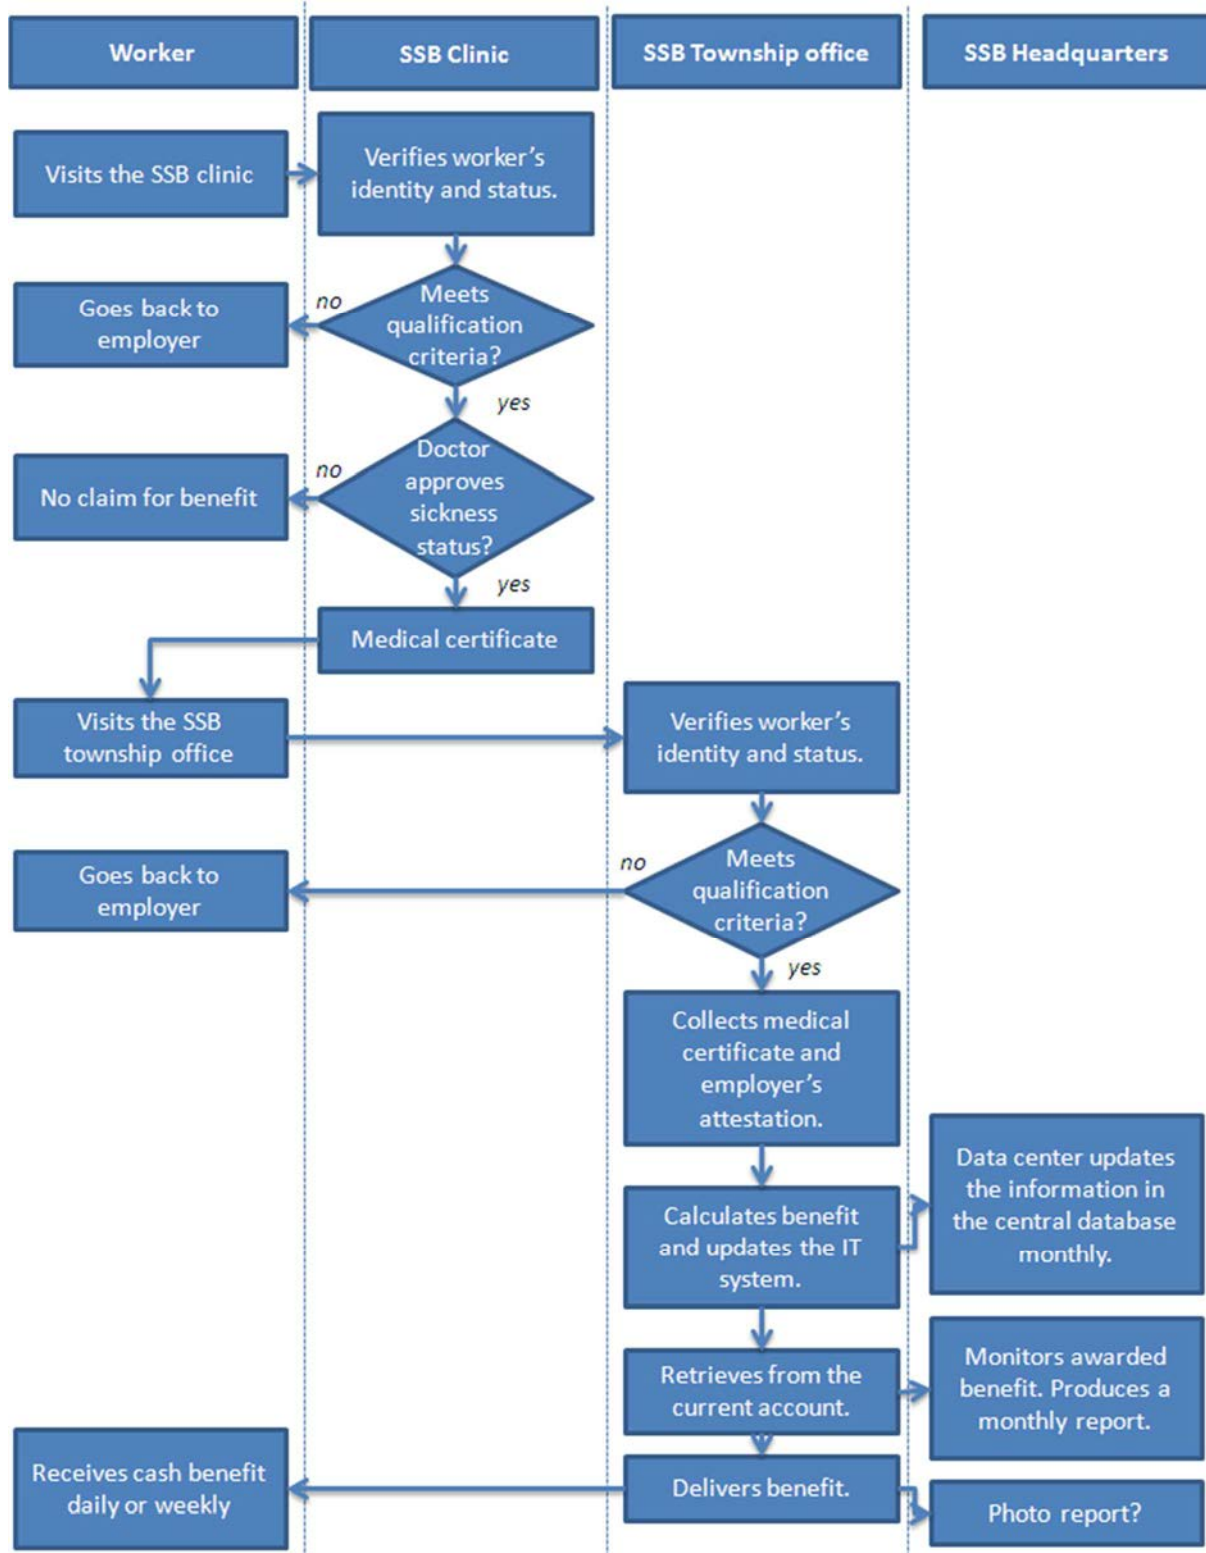 Worker
SSB Clinic
SSB Township office
SSB Headquarters
Visits the SSB clinic
Verifies worker’s
identity and status.
Goes back to
employer
no
Meets
qualification
criteria?
yes
No claim for benefit
no
Doctor
approves
sickness
status?
yes
Medical certificate
Visits the SSB
township office
Verifies worker’s
identity and status.
Goes back to
employer
no
Meets
qualification
criteria?
yes
Collects medical
certificate and
employer’s
attestation.
Calculates benefit
and updates the IT
system.
Data center updates
the information in
the central database
monthly.
Retrieves from the
current account.
Monitors awarded
benefit. Produces a
monthly report.
Receives cash benefit
daily or weekly
Delivers benefit.
Photo report?